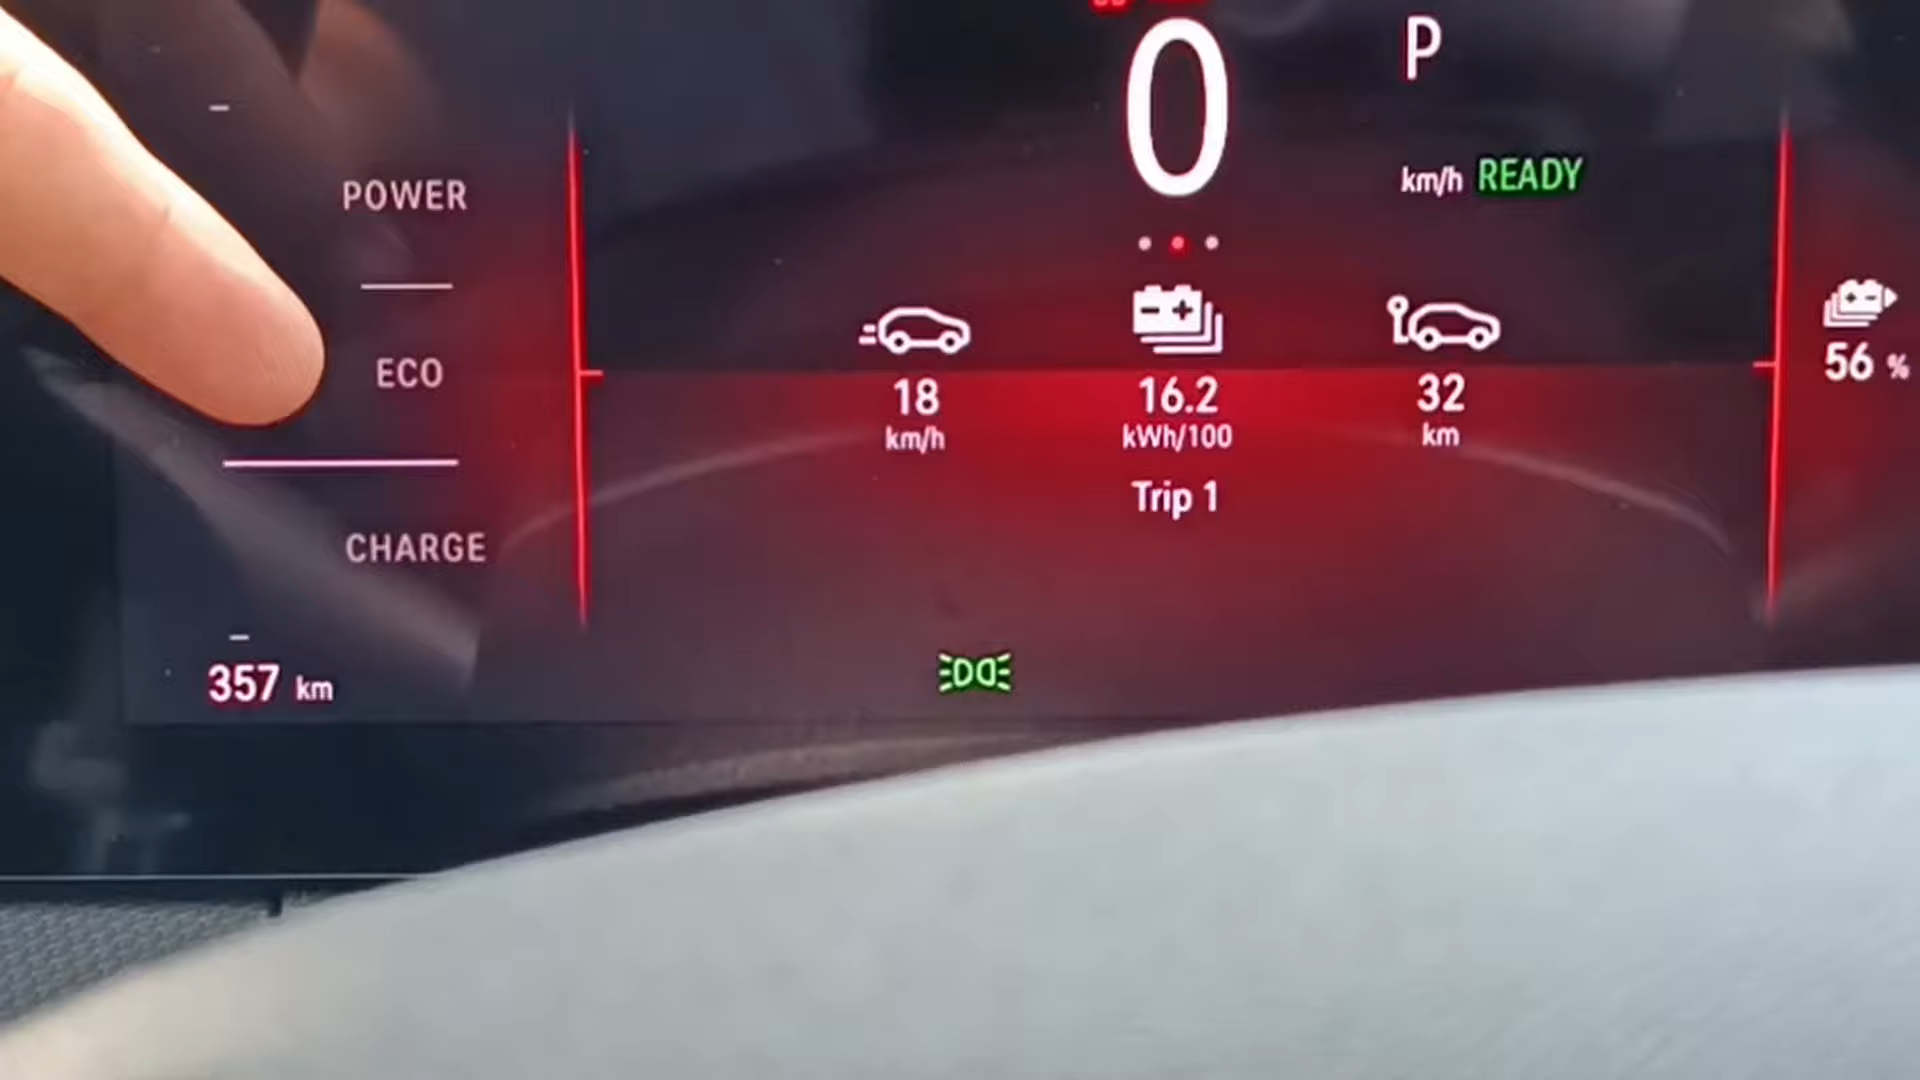 0
P
km/h READY
POWER
ECO
CHARGE
18
km/h
16.2
kWh/100
32
km
Trip 1
56 %
357 km